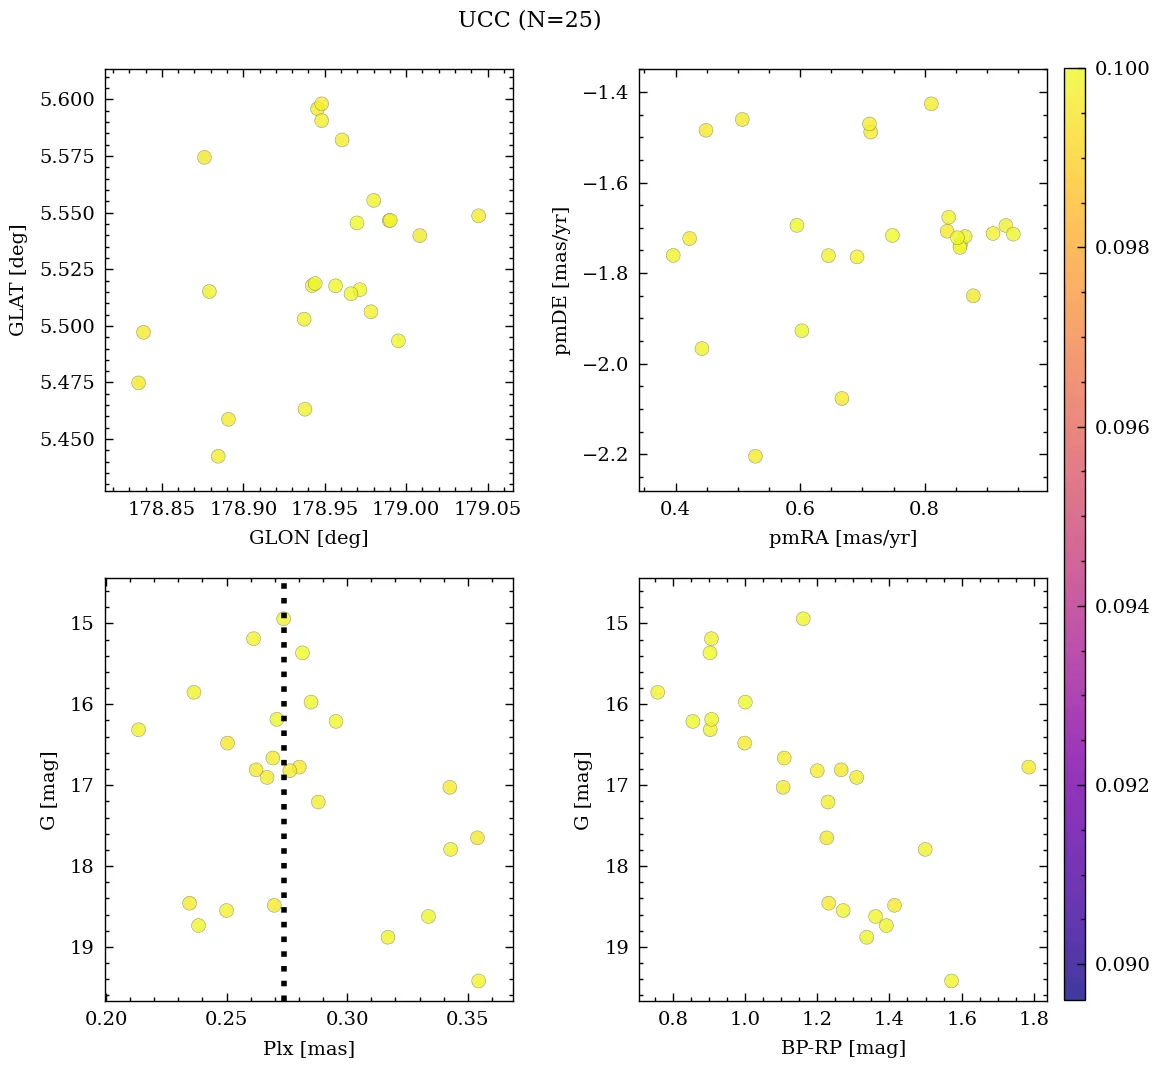 UCC (N=25)
5.600
5.575
5.550
5.525
5.500
5.475
5.450
GLAT [deg]
178.85 178.90 178.95 179.00 179.05
GLON [deg]
−1.4
−1.6
−1.8
−2.0
−2.2
pmDE [mas/yr]
0.4 0.6 0.8
pmRA [mas/yr]
15
16
17
18
19
G [mag]
0.20 0.25 0.30 0.35
Plx [mas]
15
16
17
18
19
G [mag]
0.8 1.0 1.2 1.4 1.6 1.8
BP-RP [mag]
0.100
0.098
0.096
0.094
0.092
0.090